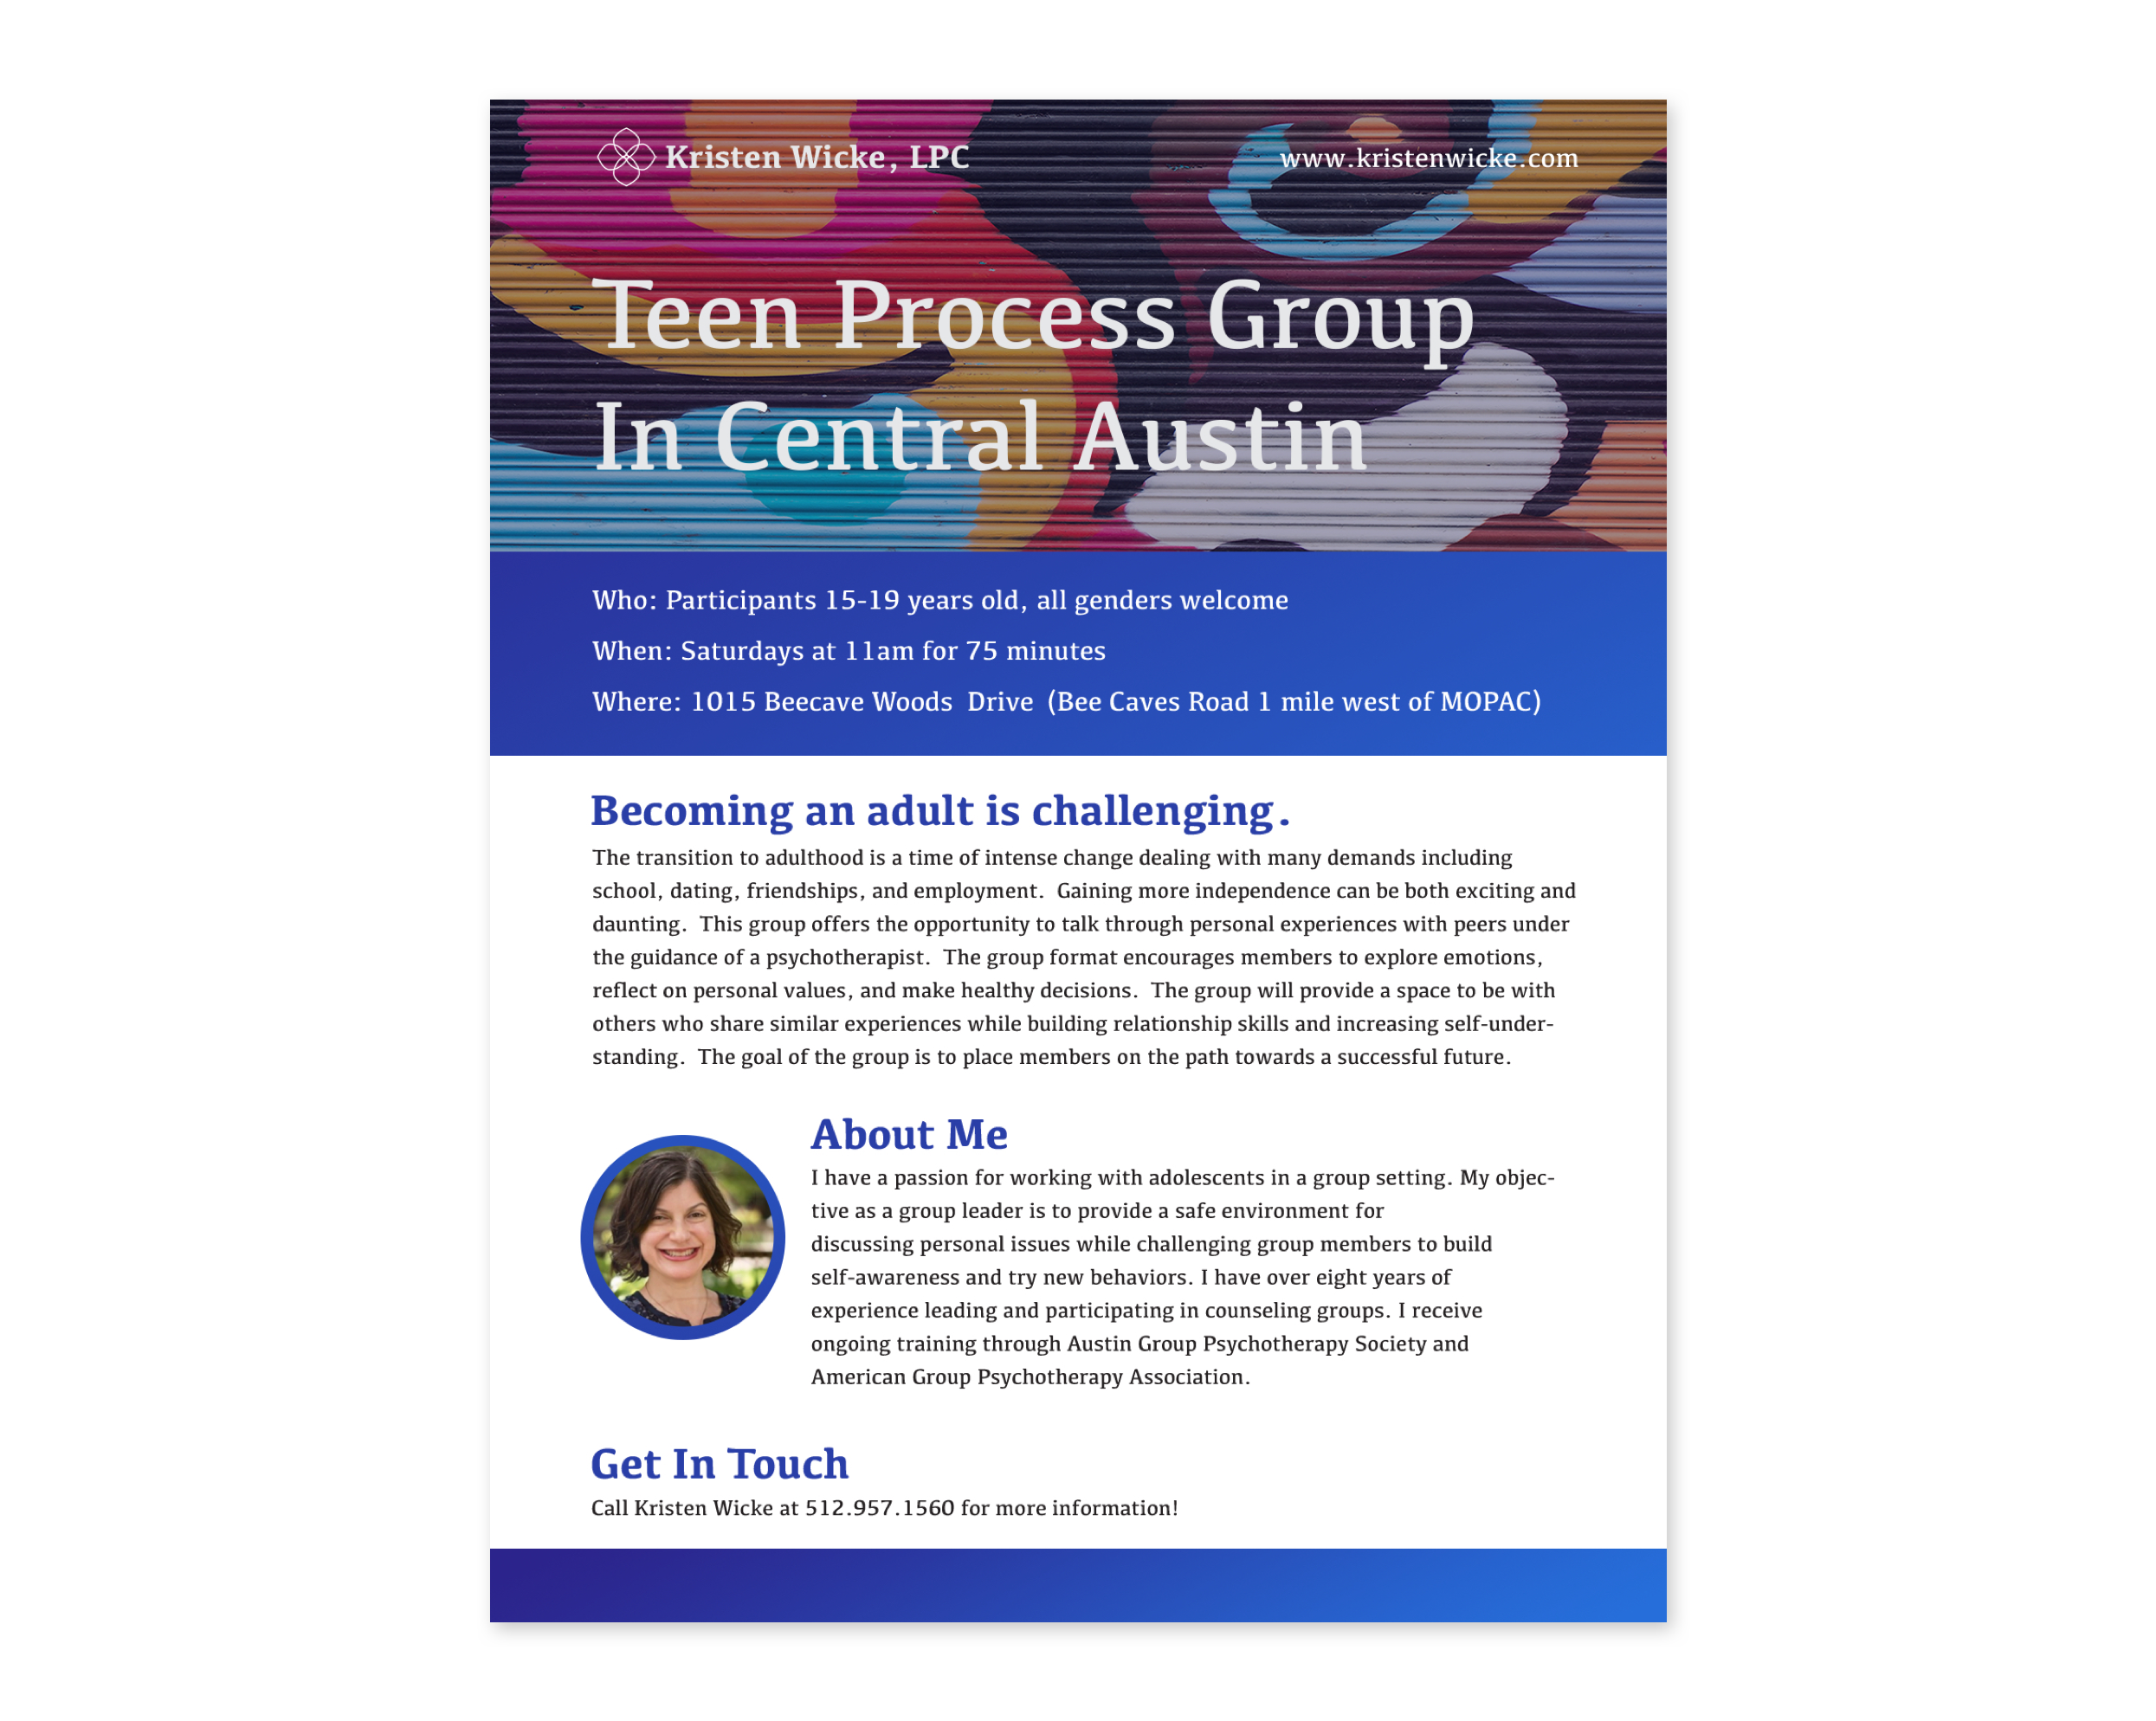 Kristen Wicke, LPC
www.kristenwicke.com
Teen Process Group
In Central Austin
Who: Participants 15-19 years old, all genders welcome
When: Saturdays at 11am for 75 minutes
Where: 1015 Beecave Woods  Drive  (Bee Caves Road 1 mile west of MOPAC)
Becoming an adult is challenging.
The transition to adulthood is a time of intense change dealing with many demands including
school, dating, friendships, and employment.  Gaining more independence can be both exciting and
daunting.  This group offers the opportunity to talk through personal experiences with peers under
the guidance of a psychotherapist.  The group format encourages members to explore emotions,
reflect on personal values, and make healthy decisions.  The group will provide a space to be with
others who share similar experiences while building relationship skills and increasing self-under-
standing.  The goal of the group is to place members on the path towards a successful future.
About Me
I have a passion for working with adolescents in a group setting. My objec-
tive as a group leader is to provide a safe environment for
discussing personal issues while challenging group members to build
self-awareness and try new behaviors. I have over eight years of
experience leading and participating in counseling groups. I receive
ongoing training through Austin Group Psychotherapy Society and
American Group Psychotherapy Association.
Get In Touch
Call Kristen Wicke at 512.957.1560 for more information!